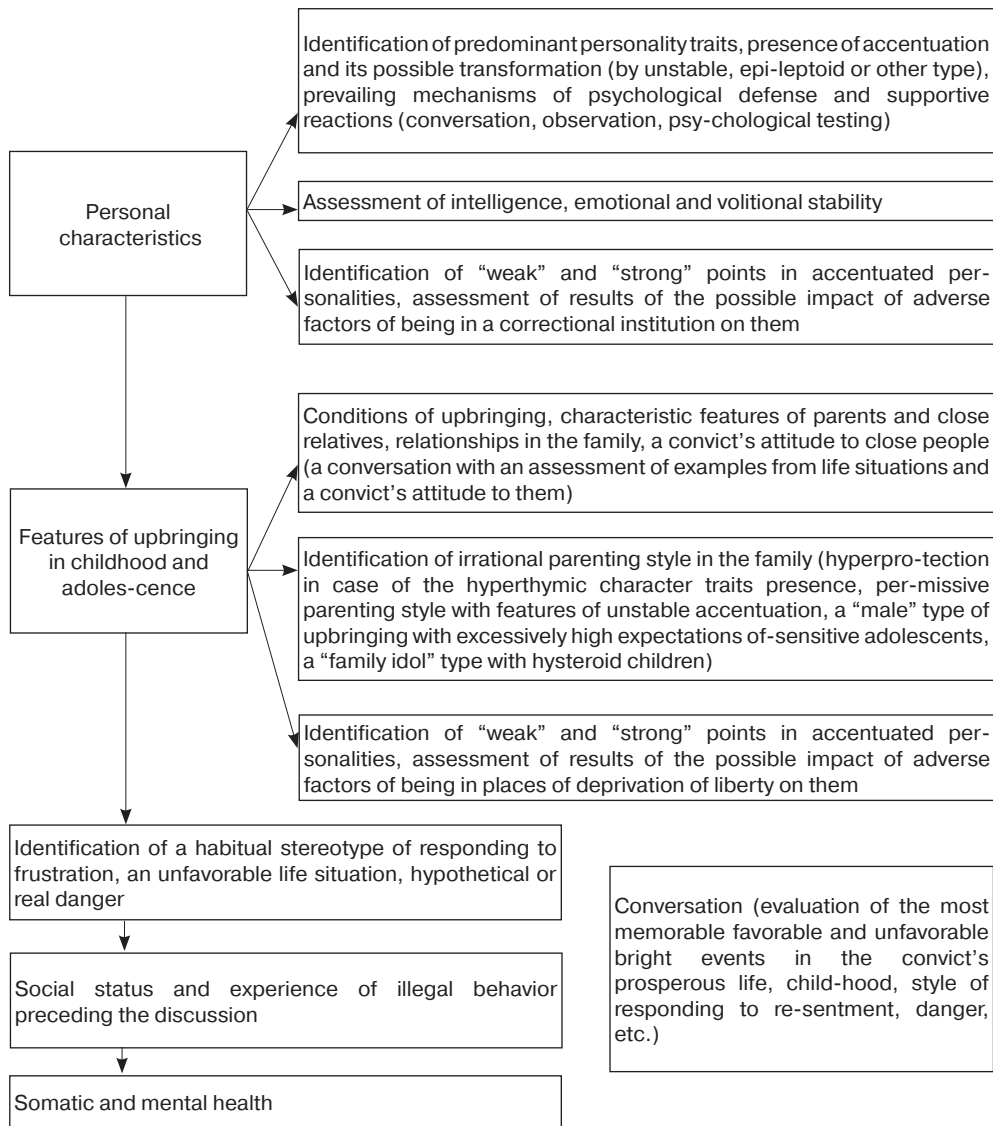 Identification of predominant personality traits, presence of accentuation
and its possible transformation (by unstable, epi-leptoid or other type),
prevailing mechanisms of psychological defense and supportive
reactions (conversation, observation, psy-chological testing)
Personal
characteristics
Assessment of intelligence, emotional and volitional stability
Identification of “weak” and “strong” points in accentuated per-
sonalities, assessment of results of the possible impact of adverse
factors of being in a correctional institution on them
Conditions of upbringing, characteristic features of parents and close
relatives, relationships in the family, a convict’s attitude to close people
(a conversation with an assessment of examples from life situations and
a convict’s attitude to them)
Features of upbringing
in childhood and
adoles-cence
Identification of irrational parenting style in the family (hyperpro-tection
in case of the hyperthymic character traits presence, per-missive
parenting style with features of unstable accentuation, a “male” type of
upbringing with excessively high expectations of-sensitive adolescents,
a “family idol” type with hysteroid children)
Identification of “weak” and “strong” points in accentuated per-
sonalities, assessment of results of the possible impact of adverse
factors of being in places of deprivation of liberty on them
Identification of a habitual stereotype of responding to
frustration, an unfavorable life situation, hypothetical or
real danger
Conversation (evaluation of the most
memorable favorable and unfavorable
bright events in the convict’s
prosperous life, child-hood, style of
responding to re-sentment, danger,
etc.)
Social status and experience of illegal behavior
preceding the discussion
Somatic and mental health